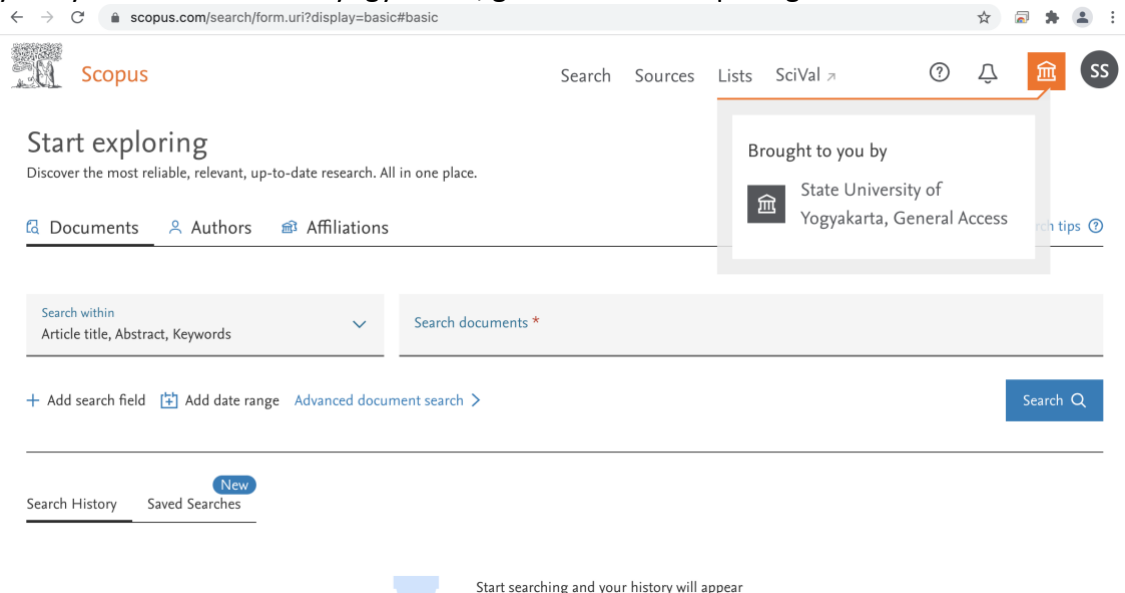 scopus.com/search/form.uri?display=basic#basic
Scopus
Search Sources Lists SciVal ↗
SS
Start exploring
Discover the most reliable, relevant, up-to-date research. All in one place.
Brought to you by
State University of
Yogyakarta, General Access
Documents Authors Affiliations
tips
Search within
Article title, Abstract, Keywords
Search documents *
+ Add search field Add date range Advanced document search >
Search
New
Search History Saved Searches
Start searching and your history will appear